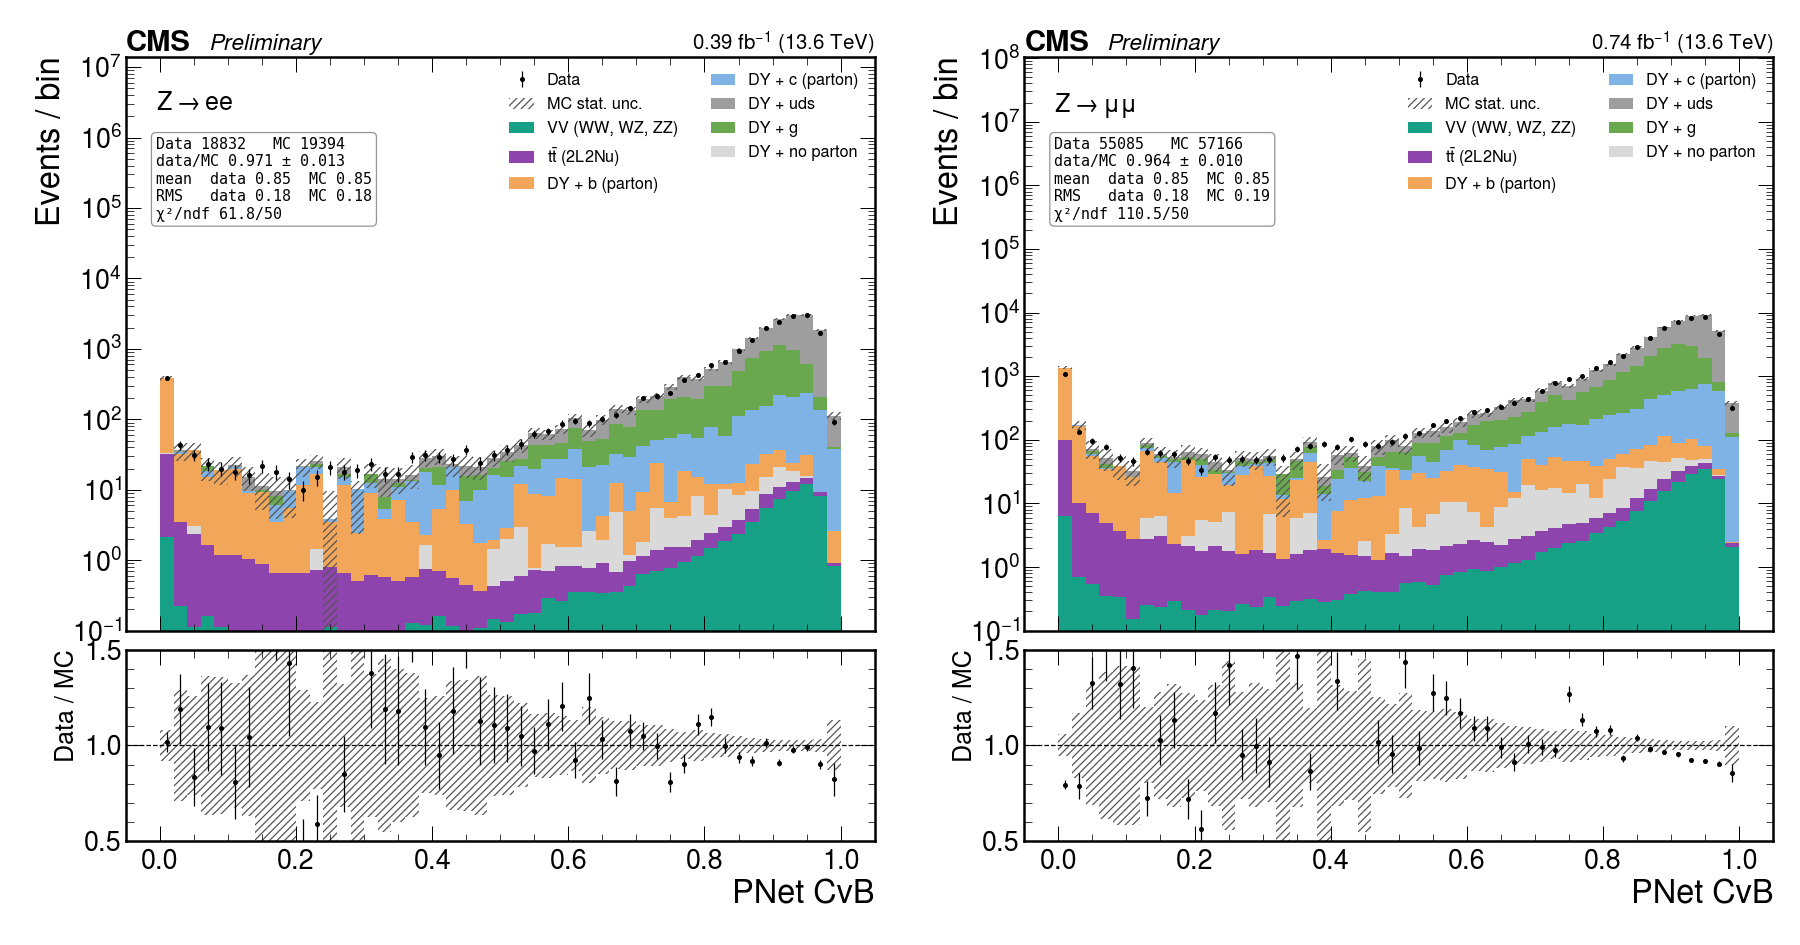 CMS Preliminary
0.39 fb⁻¹ (13.6 TeV)
Events / bin
10⁷
10⁶
10⁵
10⁴
10³
10²
10¹
10⁰
10⁻¹
Z → ee
Data 18832 MC 19394
data/MC 0.971 ± 0.013
mean data 0.85 MC 0.85
RMS data 0.18 MC 0.18
χ²/ndf 61.8/50
Data
MC stat. unc.
VV (WW, WZ, ZZ)
tt̄ (2L2Nu)
DY + b (parton)
DY + c (parton)
DY + uds
DY + g
DY + no parton
Data / MC
1.5
1.0
0.5
0.0 0.2 0.4 0.6 0.8 1.0
PNet CvB
CMS Preliminary
0.74 fb⁻¹ (13.6 TeV)
Events / bin
10⁸
10⁷
10⁶
10⁵
10⁴
10³
10²
10¹
10⁰
10⁻¹
Z → μμ
Data 55085 MC 57166
data/MC 0.964 ± 0.010
mean data 0.85 MC 0.85
RMS data 0.18 MC 0.19
χ²/ndf 110.5/50
Data
MC stat. unc.
VV (WW, WZ, ZZ)
tt̄ (2L2Nu)
DY + b (parton)
DY + c (parton)
DY + uds
DY + g
DY + no parton
Data / MC
1.5
1.0
0.5
0.0 0.2 0.4 0.6 0.8 1.0
PNet CvB